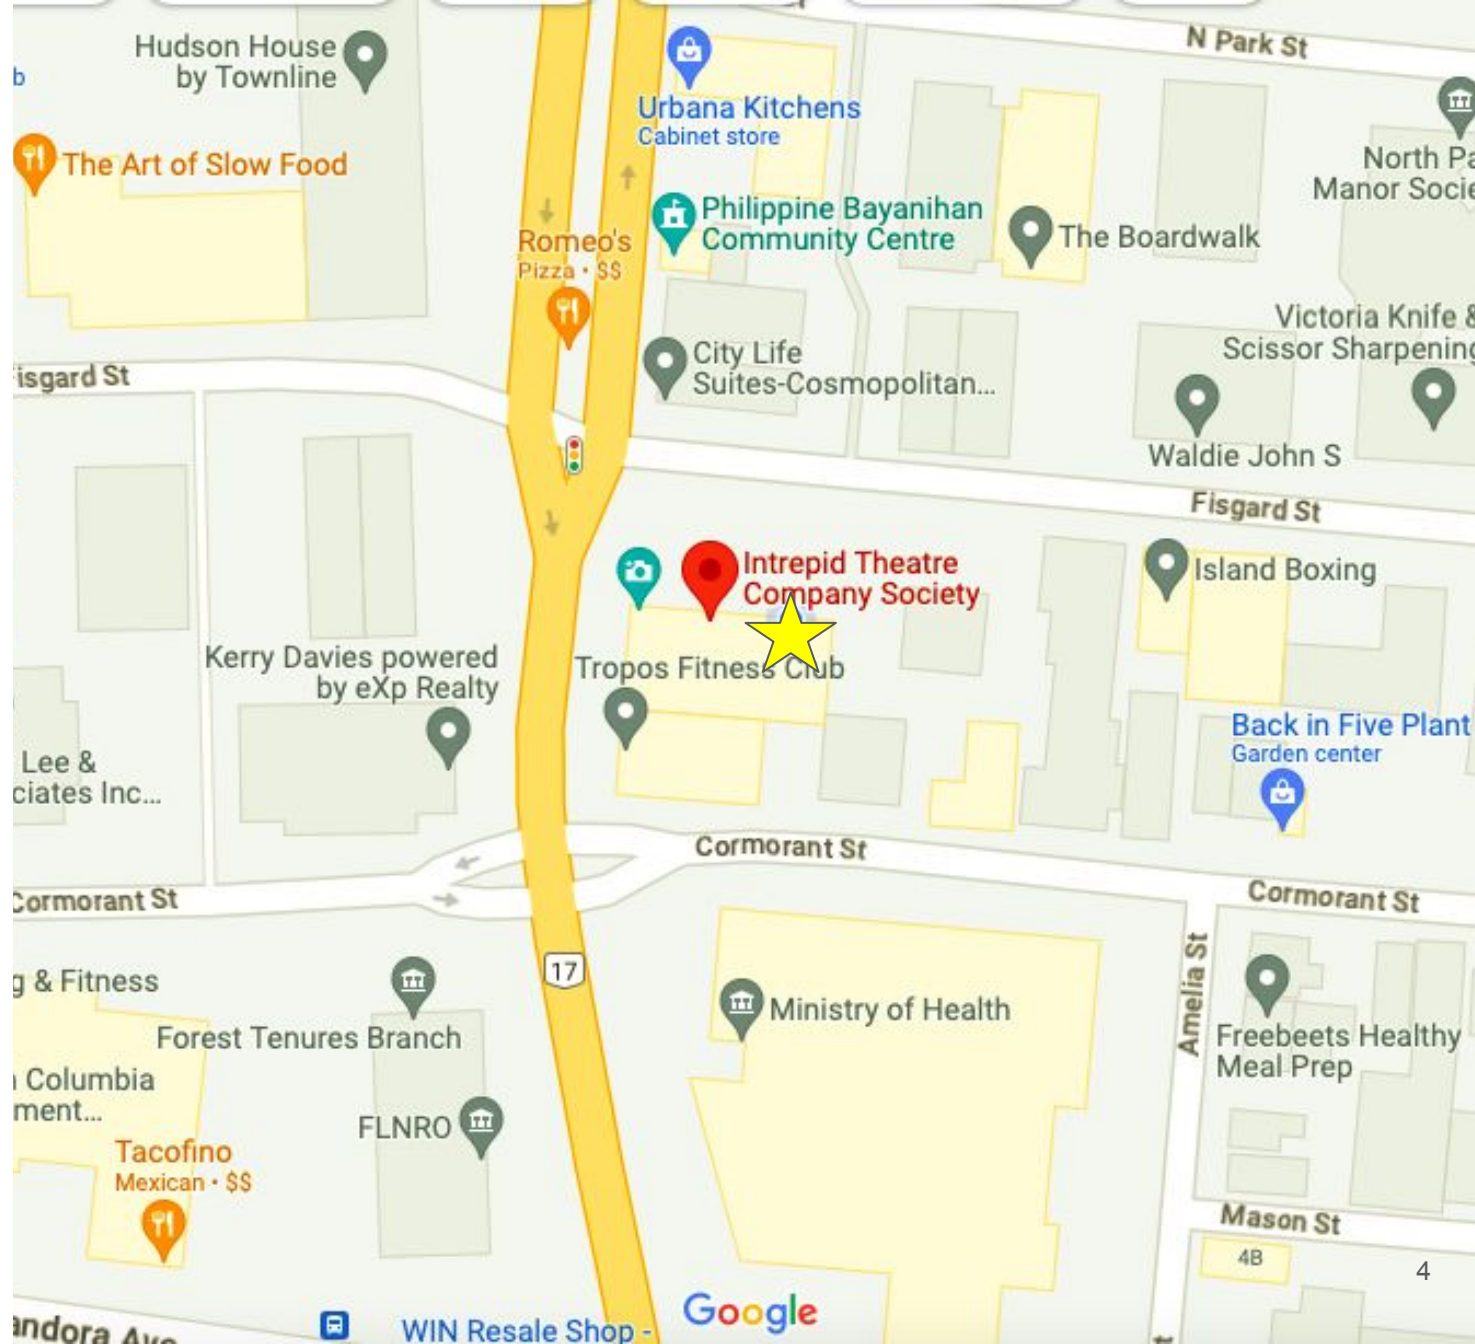 N Park St
Hudson House
by Townline
b
Urbana Kitchens
Cabinet store
The Art of Slow Food
North Pa
Manor Socie
Philippine Bayanihan
Community Centre
The Boardwalk
Romeo's
Pizza • $$
Victoria Knife &
Scissor Sharpening
City Life
Suites-Cosmopolitan...
isgard St
Waldie John S
Fisgard St
Intrepid Theatre
Company Society
Island Boxing
Kerry Davies powered
by eXp Realty
Tropos Fitness Club
Back in Five Plant
Garden center
Lee &
ciates Inc...
Cormorant St
Cormorant St
Cormorant St
Amelia St
17
g & Fitness
Forest Tenures Branch
Ministry of Health
Freebeets Healthy
Meal Prep
Columbia
ment...
FLNRO
Tacofino
Mexican • $$
Mason St
4B
4
Google
andora Ave
WIN Resale Shop -